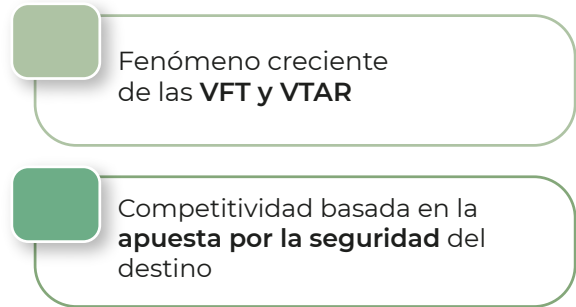 Fenómeno creciente
de las VFT y VTAR
Competitividad basada en la
apuesta por la seguridad del
destino